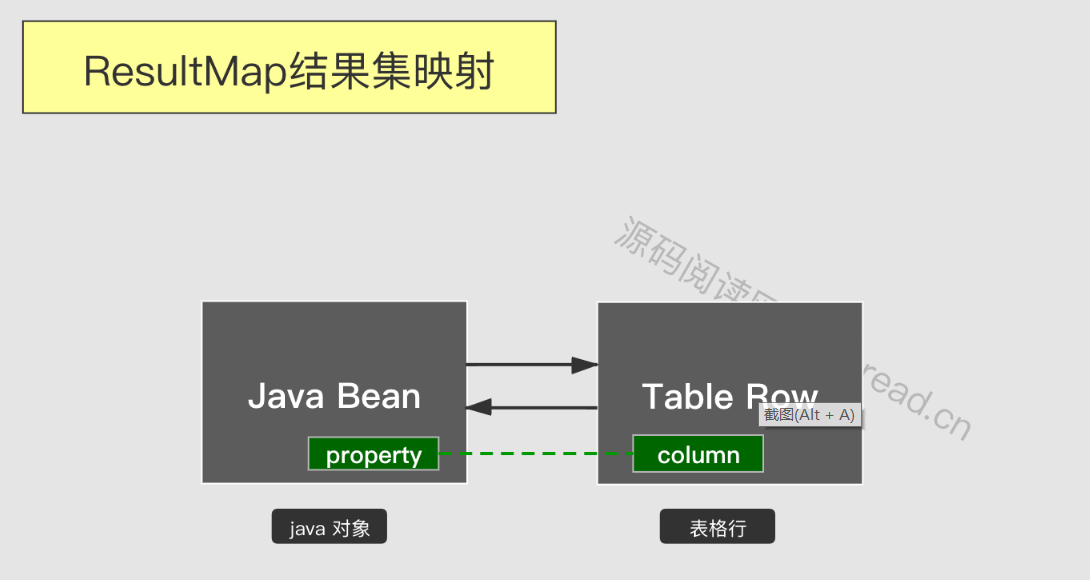 ResultMap结果集映射
源码阅读网
read.cn
Java Bean
Table Row
截图(Alt + A)
property
column
java 对象
表格行